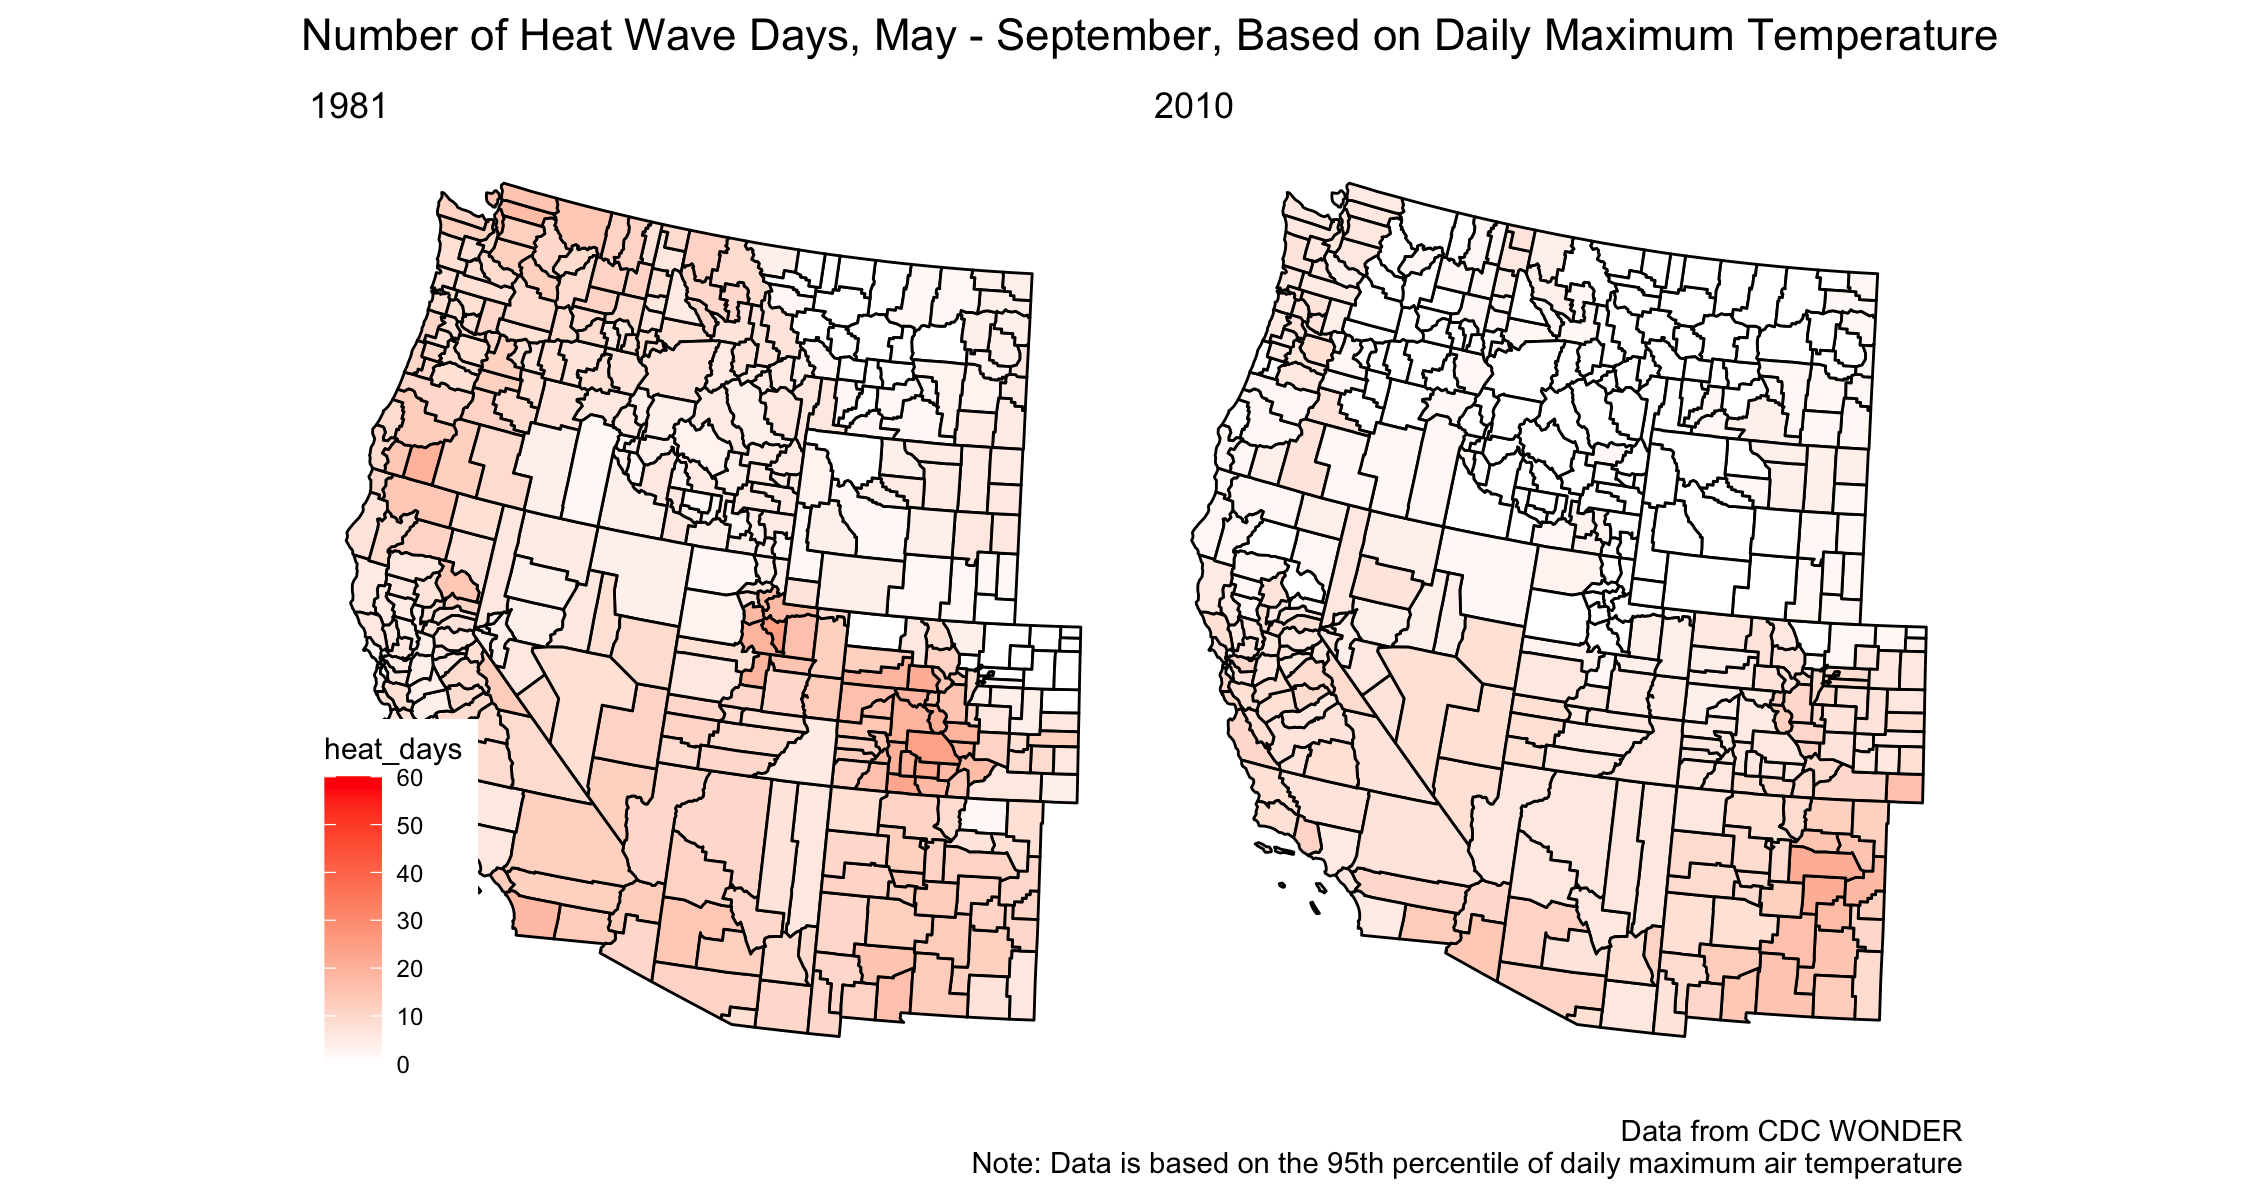 Number of Heat Wave Days, May - September, Based on Daily Maximum Temperature
1981
2010
heat_days
60
50
40
30
20
10
0
Data from CDC WONDER
Note: Data is based on the 95th percentile of daily maximum air temperature